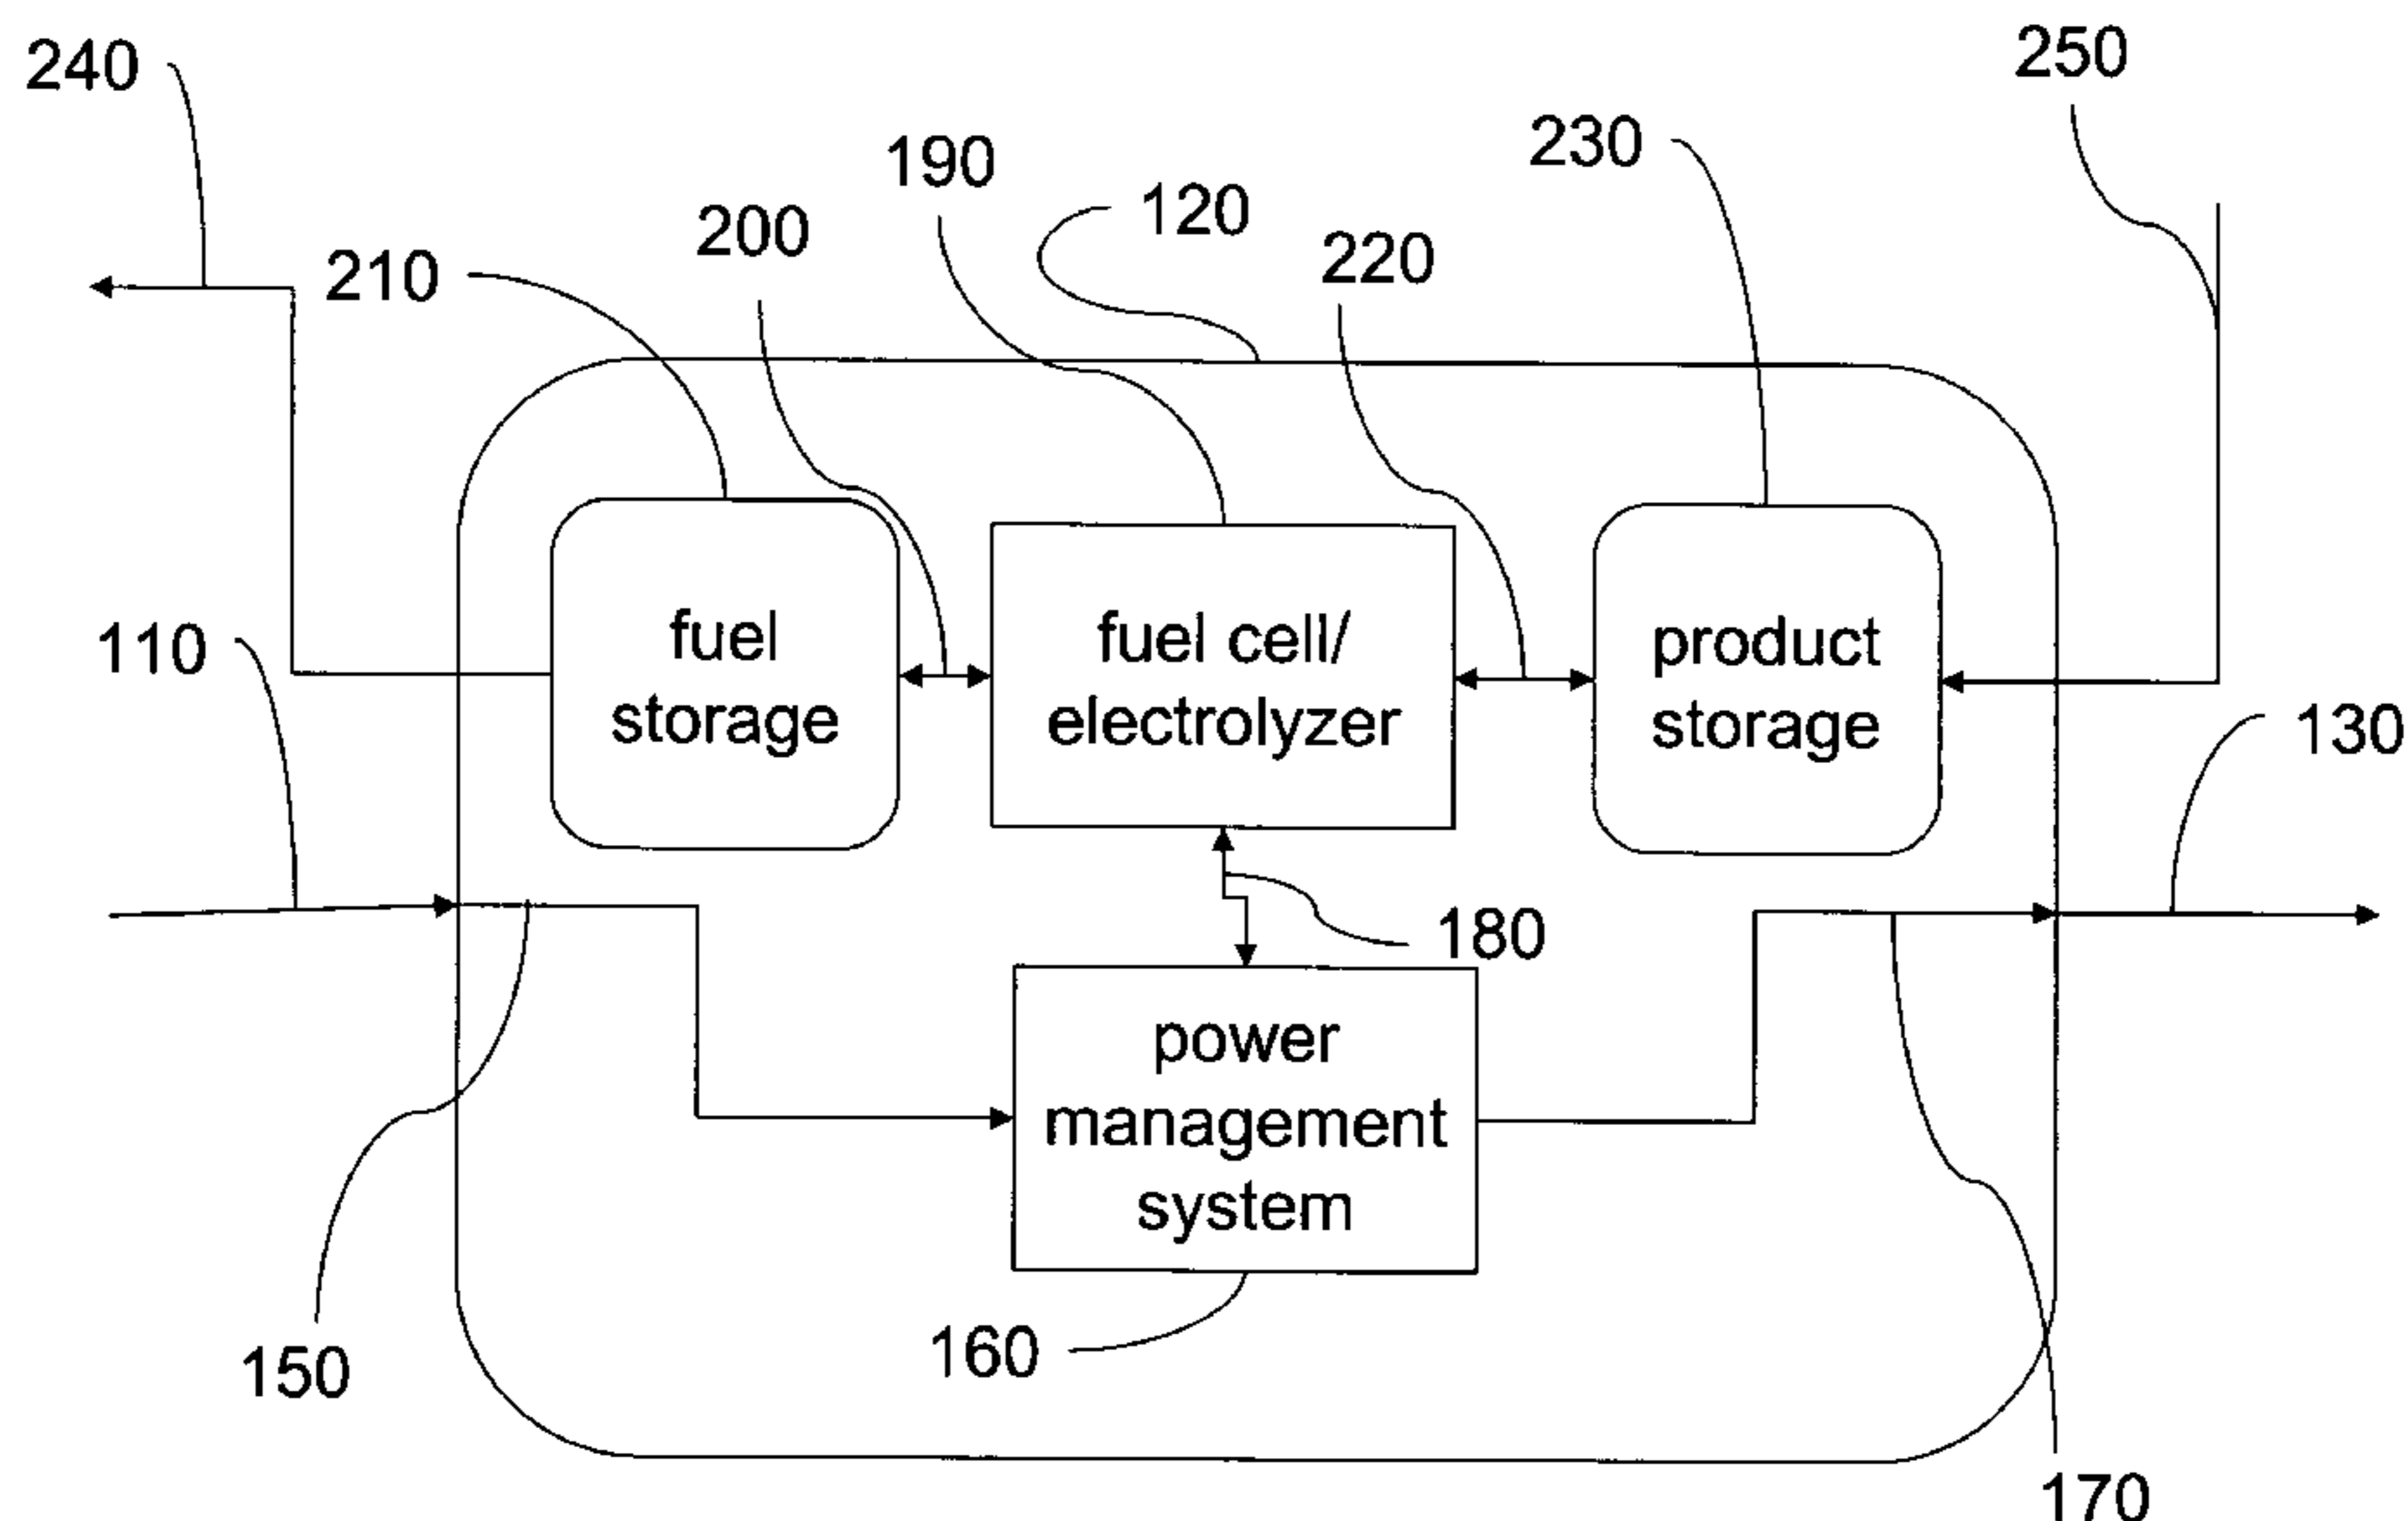 240
250
230
190
120
200
220
210
fuel
storage
fuel cell/
electrolyzer
product
storage
110
130
180
power
management
system
160
150
170